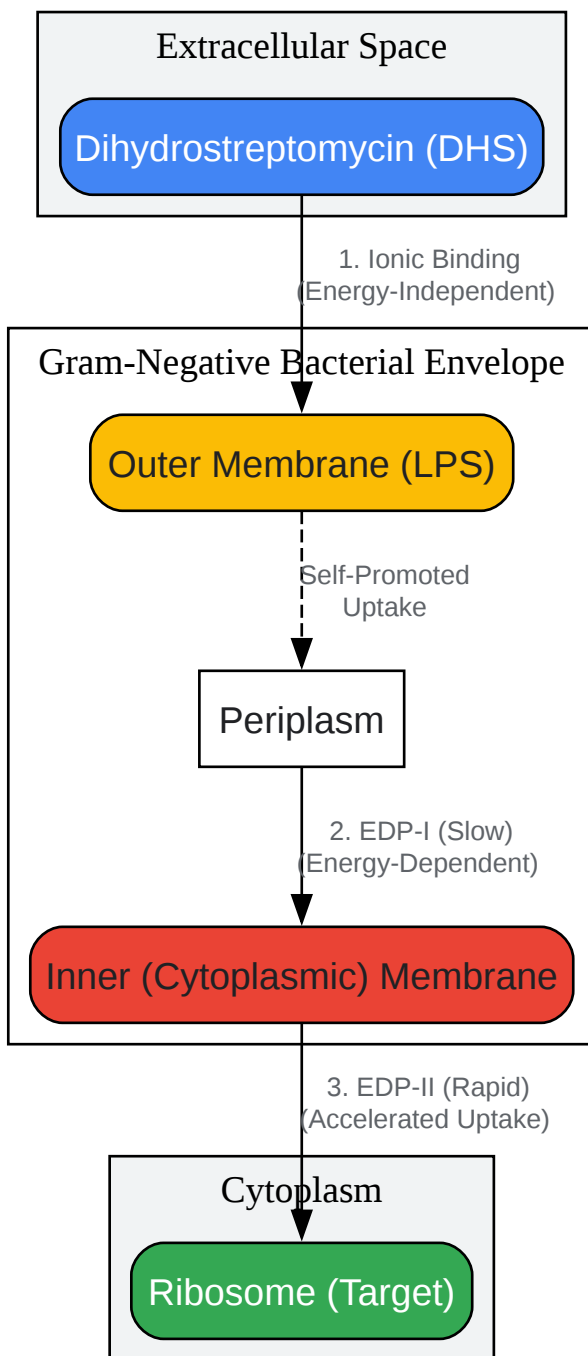 Extracellular Space
Dihydrostreptomycin (DHS)
1. Ionic Binding
(Energy-Independent)
Gram-Negative Bacterial Envelope
Outer Membrane (LPS)
Self-Promoted
Uptake
Periplasm
2. EDP-I (Slow)
(Energy-Dependent)
Inner (Cytoplasmic) Membrane
3. EDP-II (Rapid)
(Accelerated Uptake)
Cytoplasm
Ribosome (Target)